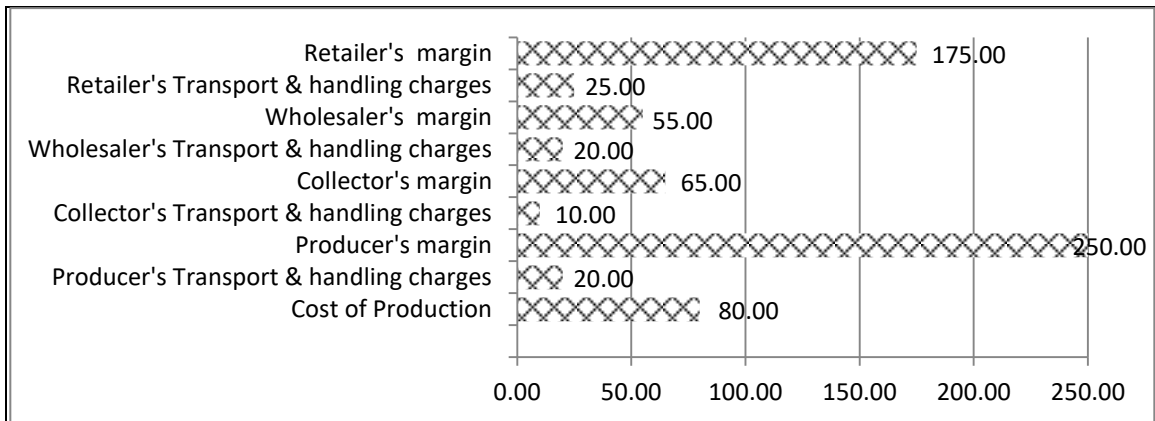 Retailer's margin 175.00
Retailer's Transport & handling charges 25.00
Wholesaler's margin 55.00
Wholesaler's Transport & handling charges 20.00
Collector's margin 65.00
Collector's Transport & handling charges 10.00
Producer's margin 250.00
Producer's Transport & handling charges 20.00
Cost of Production 80.00
0.00 50.00 100.00 150.00 200.00 250.00